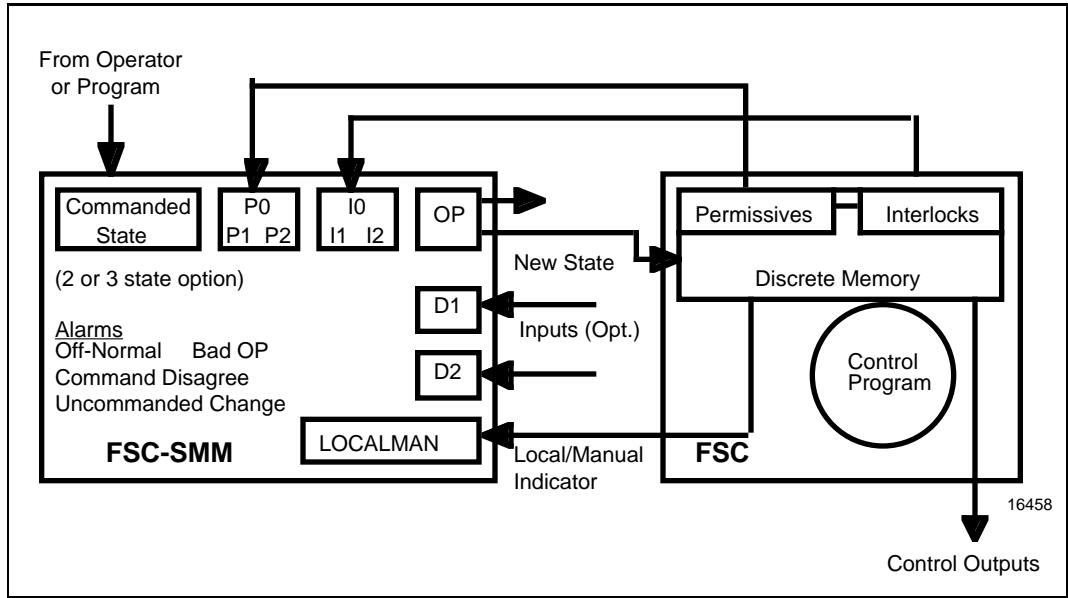 From Operator
or Program
Commanded
State
P0
P1 P2
I0
I1 I2
OP
Permissives
Interlocks
Discrete Memory
(2 or 3 state option)
New State
D1
Inputs (Opt.)
Alarms
Off-Normal Bad OP
Command Disagree
Uncommanded Change
D2
Control
Program
LOCALMAN
FSC-SMM
Local/Manual
Indicator
FSC
16458
Control Outputs